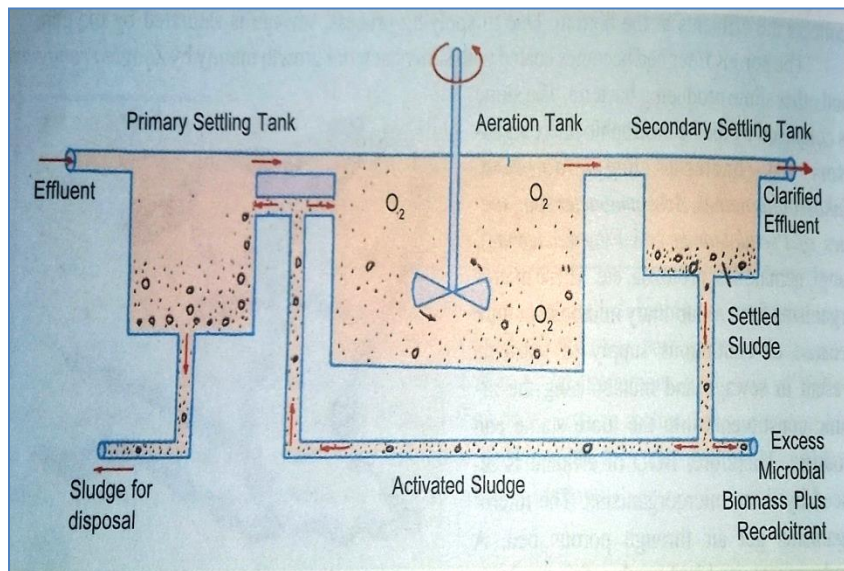 Primary Settling Tank
Aeration Tank
Secondary Settling Tank
Effluent
O2
O2
O2
Clarified
Effluent
Settled
Sludge
Sludge for
disposal
Activated Sludge
Excess
Microbial
Biomass Plus
Recalcitrant